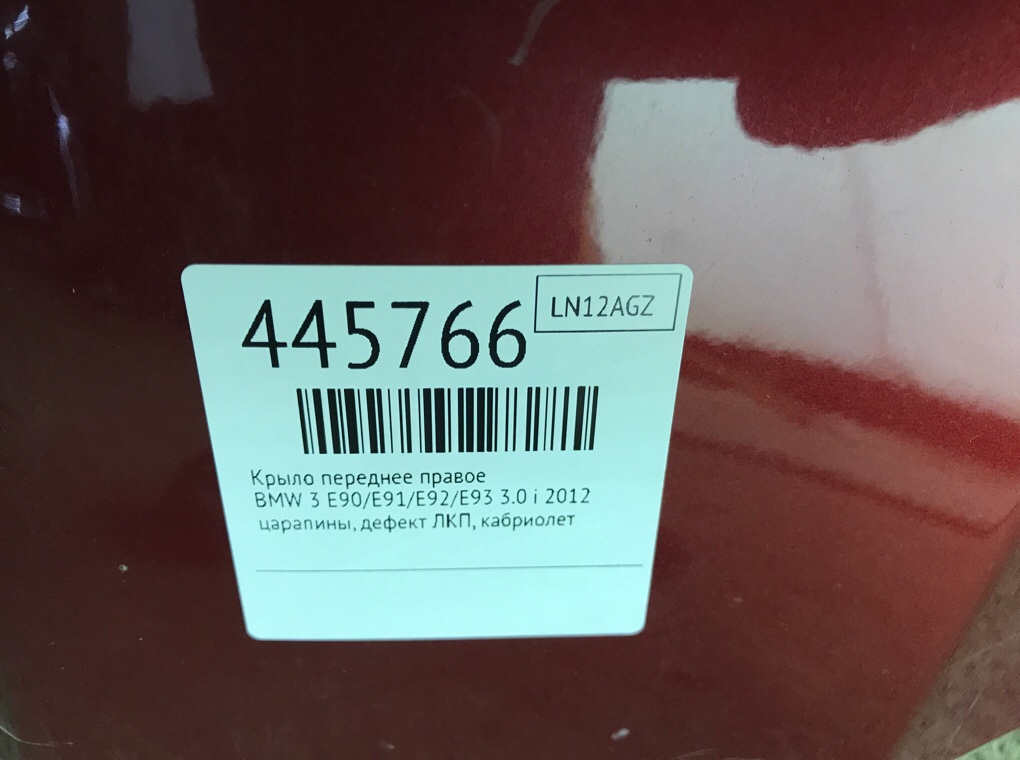 445766
LN12AGZ
Крыло переднее правое
BMW 3 E90/E91/E92/E93 3.0 i 2012
царапины, дефект ЛКП, кабриолет